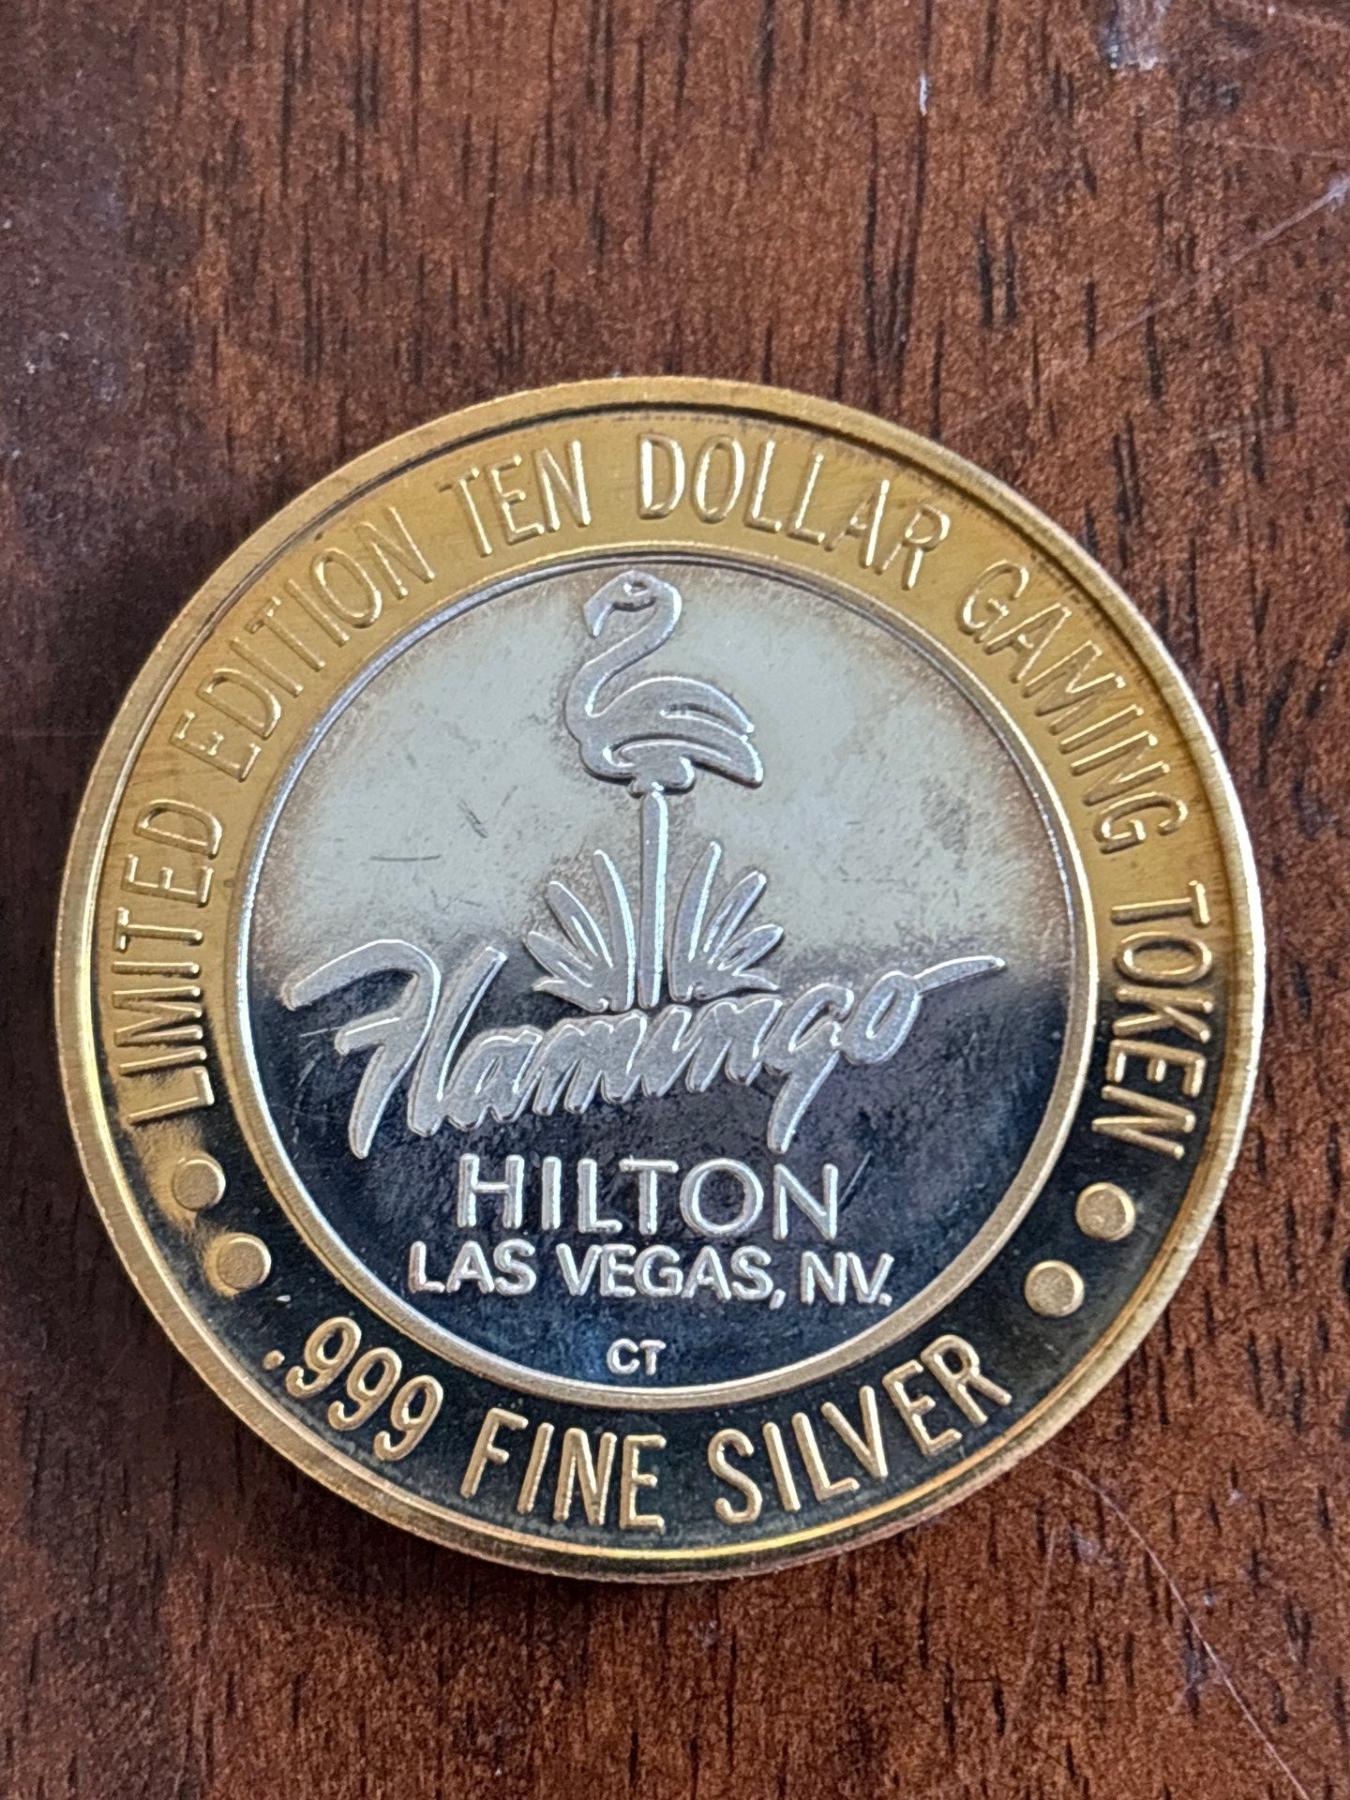 LIMITED EDITION TEN DOLLAR GAMING TOKEN
Flamingo
HILTON
LAS VEGAS, NV.
CT
.999 FINE SILVER